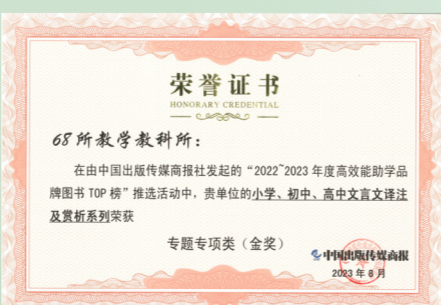 荣誉证书
HONORARY CREDENTIAL
68所教学教科所：
在由中国出版传媒商报社发起的“2022~2023年度高效能助学品
牌图书TOP榜”推选活动中，贵单位的小学、初中、高中文言文译注
及赏析系列荣获
专题专项类（金奖）
中国出版传媒商报
2023年8月